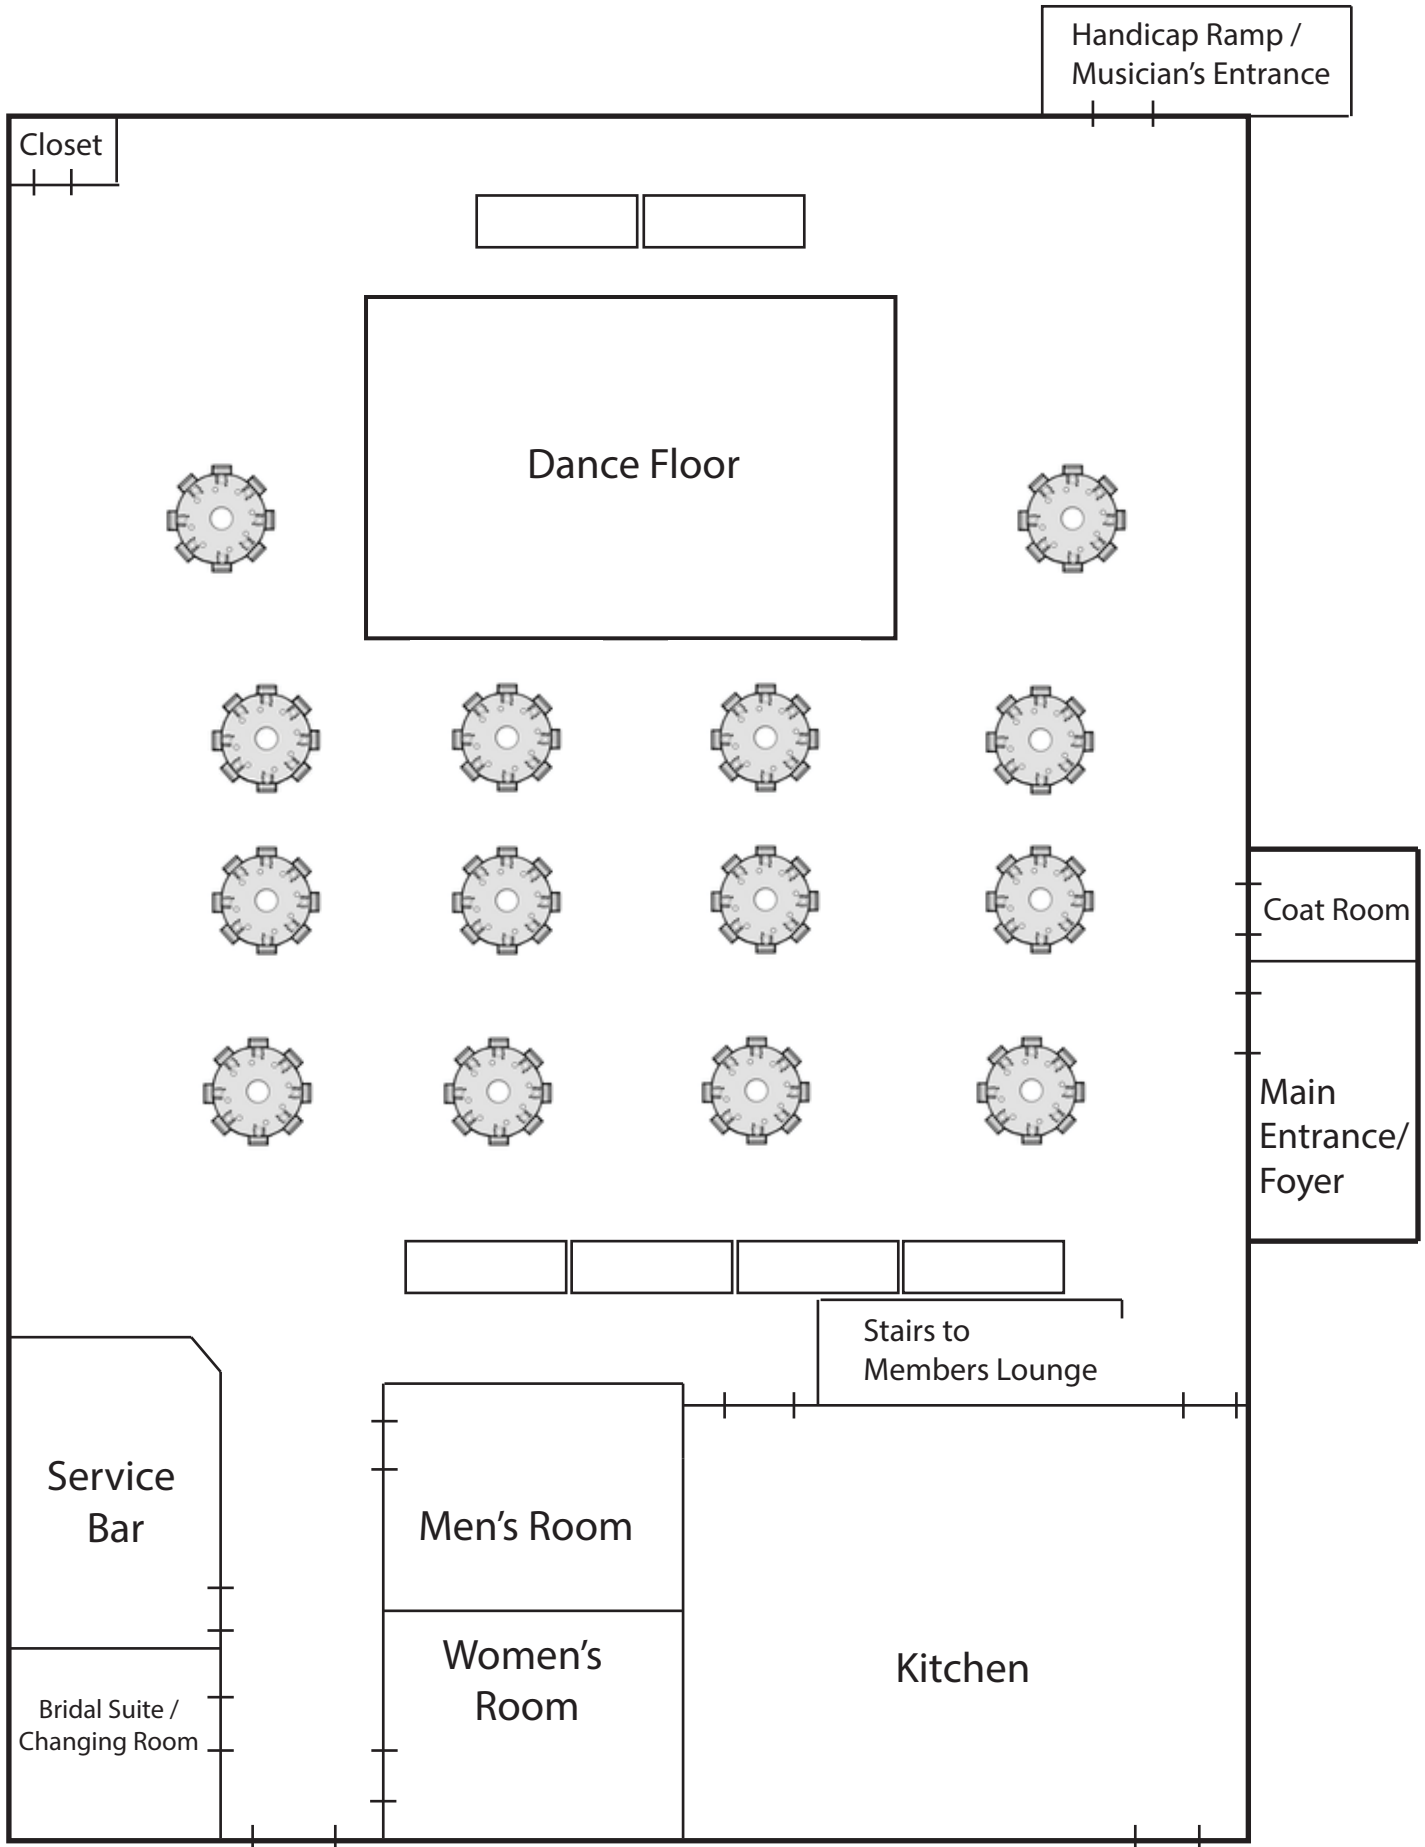 Handicap Ramp /
Musician’s Entrance
Closet
Dance Floor
Coat Room
Main
Entrance/
Foyer
Stairs to
Members Lounge
Service
Bar
Men’s Room
Women’s
Room
Kitchen
Bridal Suite /
Changing Room